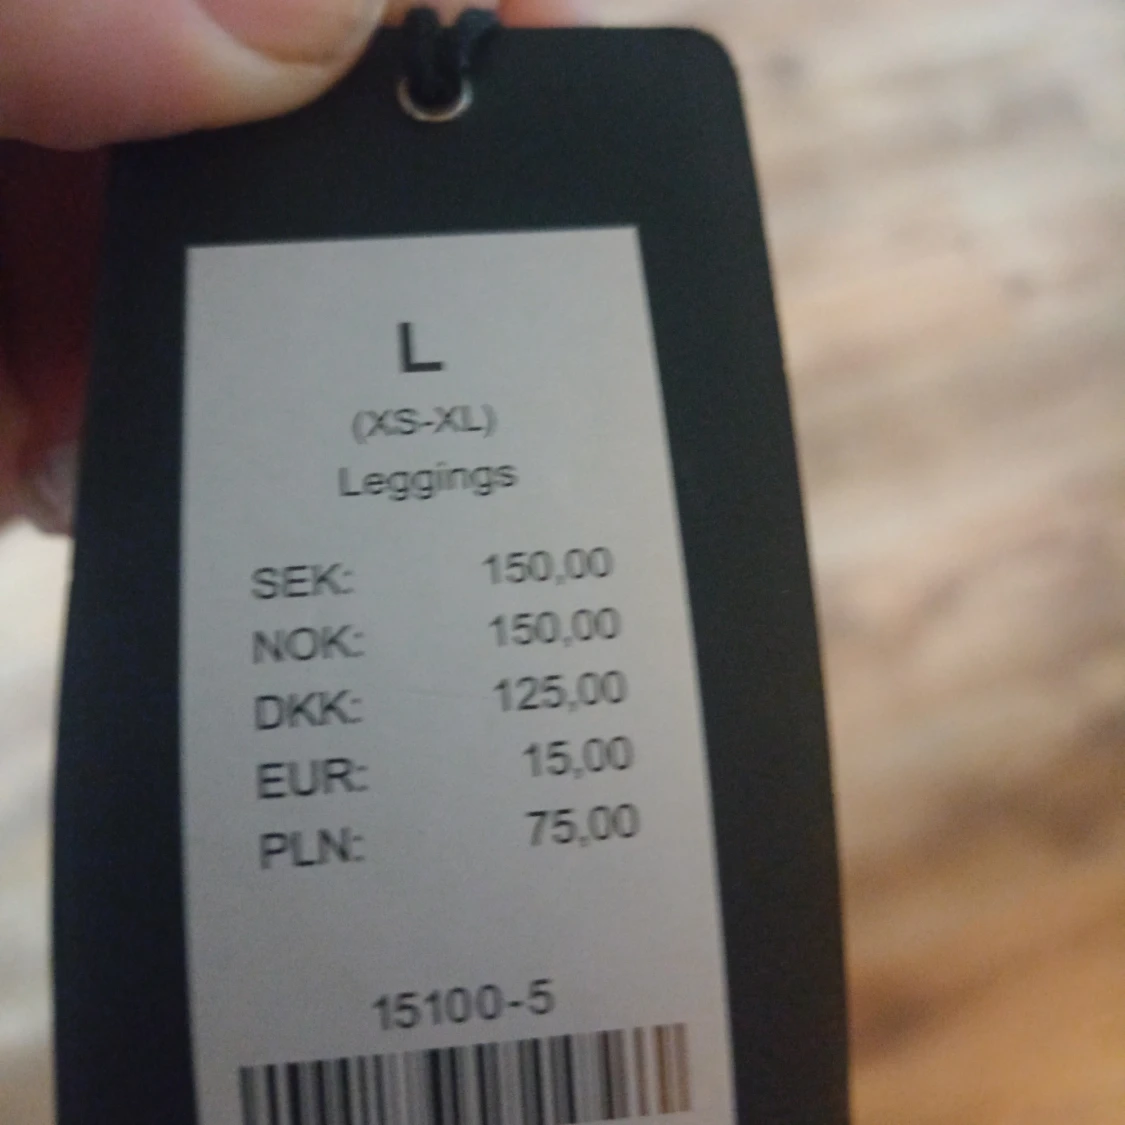 L
(XS-XL)
Leggings
SEK: 150,00
NOK: 150,00
DKK: 125,00
EUR: 15,00
PLN: 75,00
15100-5